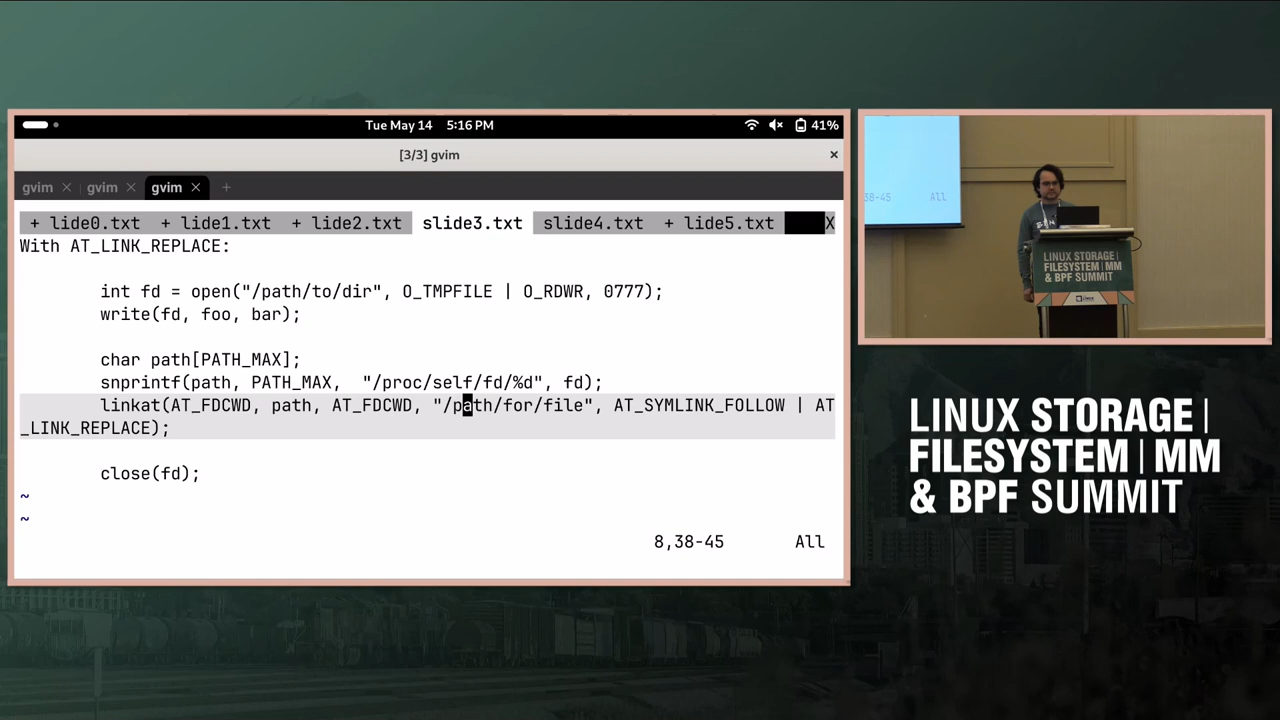 Tue May 14 5:16 PM
41%
[3/3] gvim
gvim gvim gvim
+ lide0.txt + lide1.txt + lide2.txt slide3.txt slide4.txt + lide5.txt X
With AT_LINK_REPLACE:
int fd = open("/path/to/dir", O_TMPFILE | O_RDWR, 0777);
write(fd, foo, bar);
char path[PATH_MAX];
snprintf(path, PATH_MAX,  "/proc/self/fd/%d", fd);
linkat(AT_FDCWD, path, AT_FDCWD, "/path/for/file", AT_SYMLINK_FOLLOW | AT
_LINK_REPLACE);
close(fd);
~
~
8,38-45 All
38-45 All
LINUX STORAGE |
FILESYSTEM | MM
& BPF SUMMIT
LINUX STORAGE |
FILESYSTEM | MM
& BPF SUMMIT